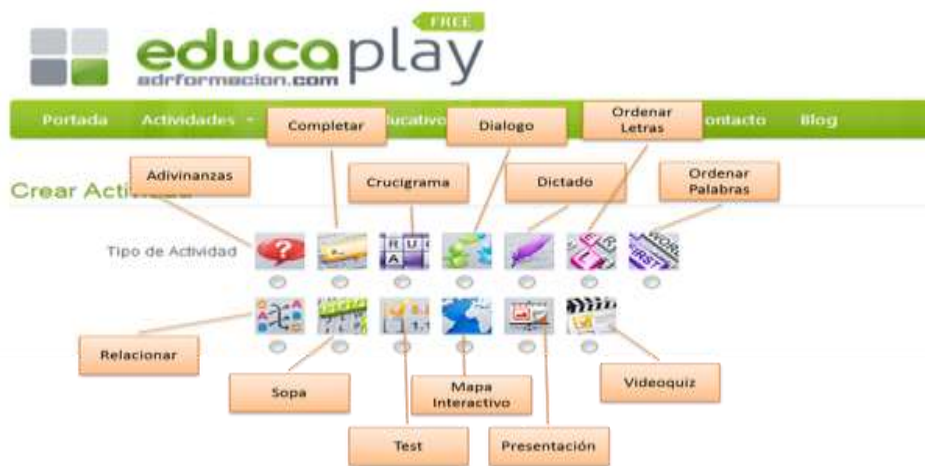 FREE
educaplay
adrformacion.com
Portada Actividades ucativo ontacto Blog
Completar
Dialogo
Ordenar
Letras
Adivinanzas
Crucigrama
Dictado
Ordenar
Palabras
Crear Acti
Tipo de Actividad
Relacionar
Sopa
Test
Mapa
Interactivo
Presentación
Videoquiz